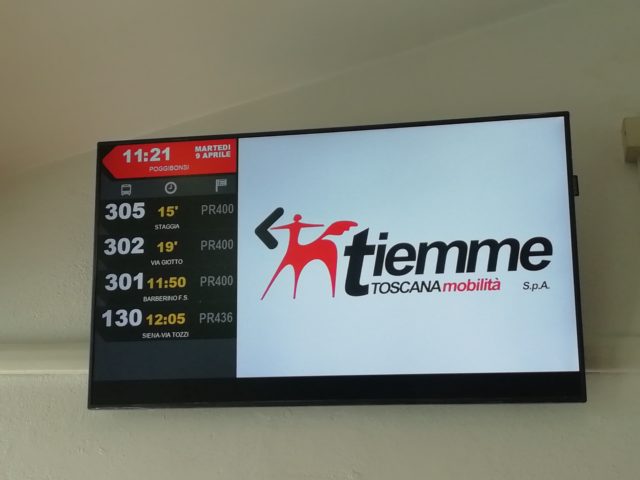 11:21 MARTEDI
9 APRILE
POGGIBONSI
305 15' PR400
STAGGIA
302 19' PR400
VIA GIOTTO
301 11:50 PR400
BARBERINO F.S.
130 12:05 PR436
SIENA-VIA TOZZI
tiemme
TOSCANA mobilità S.p.A.